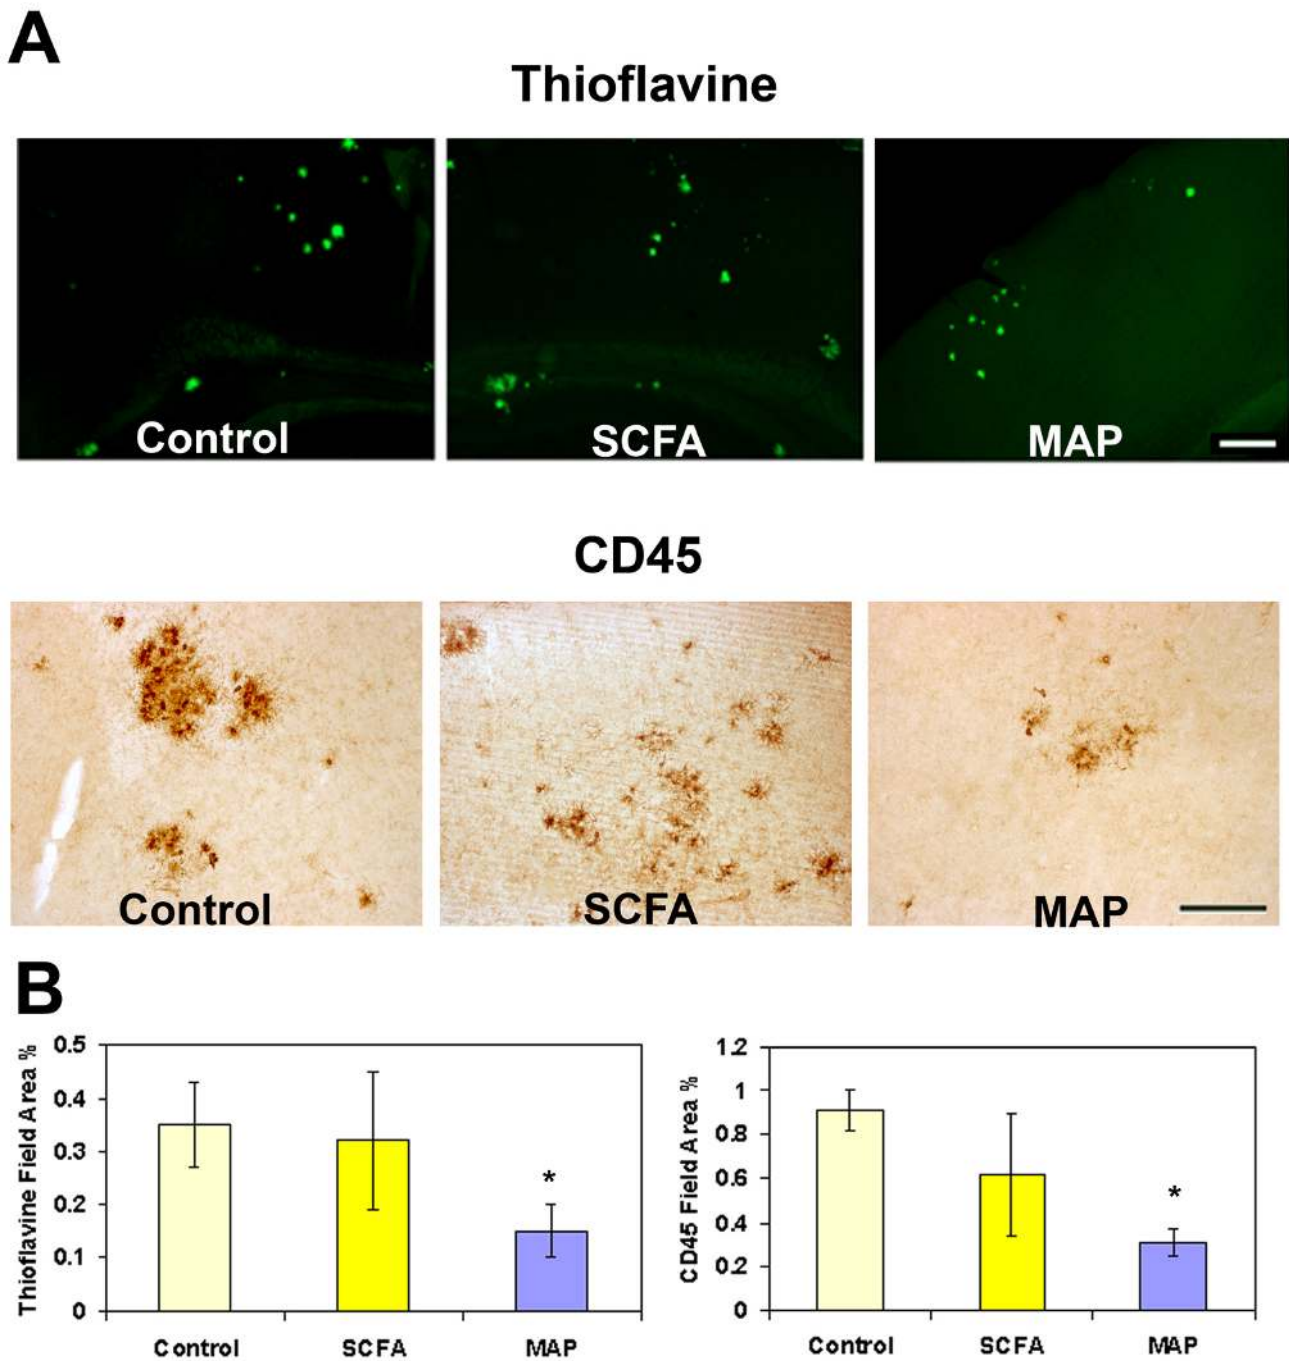 A
Thioflavine
Control SCFA MAP
CD45
Control SCFA MAP
B
Thioflavine Field Area %
0.5
0.4
0.3
0.2
0.1
0
*
Control SCFA MAP
CD45 Field Area %
1.2
1
0.8
0.6
0.4
0.2
0
*
Control SCFA MAP